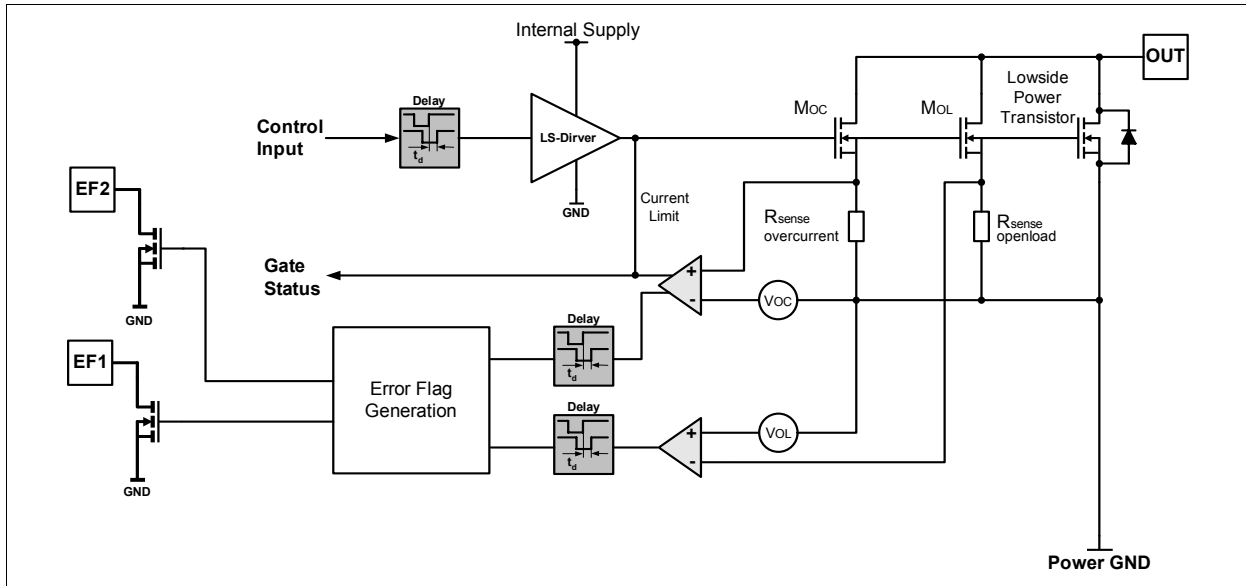 Internal Supply
OUT
Delay
Lowside
Power
Transistor
MOC
MOL
Control
Input
LS-Dirver
td
EF2
GND
Current
Limit
Rsense
overcurrent
Rsense
openload
+
-
Gate
Status
VOC
GND
Delay
td
EF1
Error Flag
Generation
Delay
td
+
-
VOL
GND
Power GND